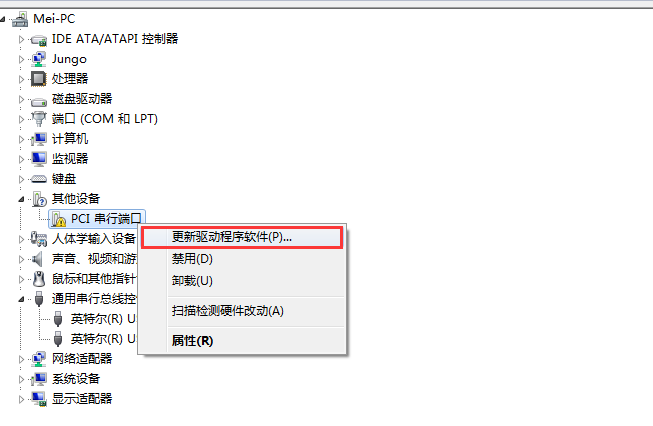 Mei-PC
IDE ATA/ATAPI 控制器
Jungo
处理器
磁盘驱动器
端口 (COM 和 LPT)
计算机
监视器
键盘
其他设备
PCI 串行端口
人体学输入设备
声音、视频和游
鼠标和其他指针
通用串行总线控
英特尔(R) U
英特尔(R) U
网络适配器
系统设备
显示适配器
更新驱动程序软件(P)...
禁用(D)
卸载(U)
扫描检测硬件改动(A)
属性(R)